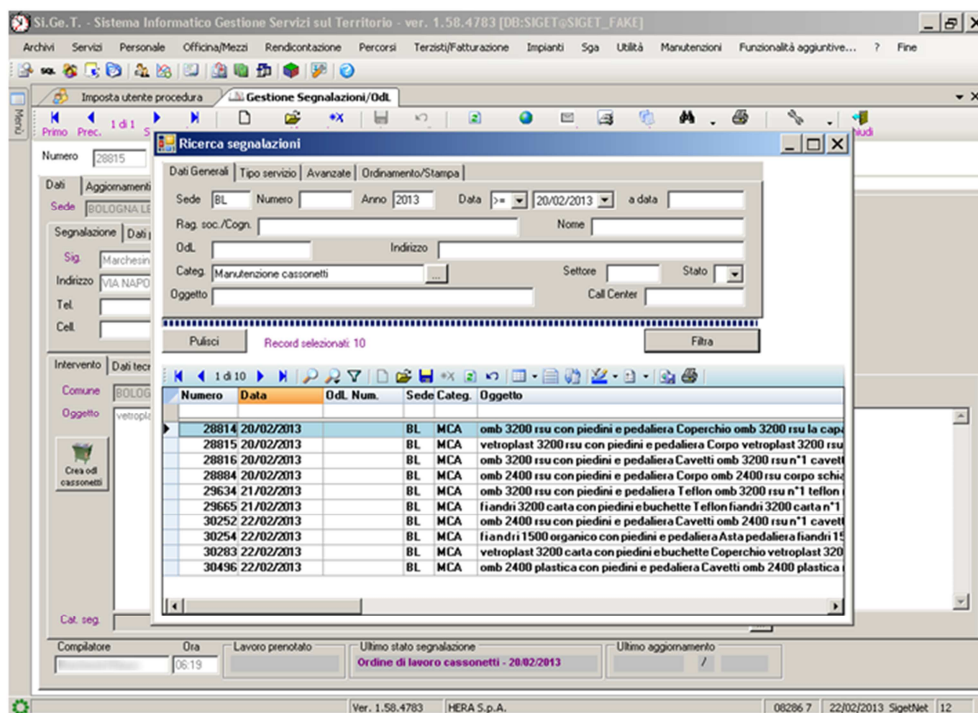 Si.Ge.T. - Sistema Informatico Gestione Servizi sul Territorio - ver. 1.58.4783 [DB:SIGET@SIGET_FAKE]
Archivi Servizi Personale Officina/Mezzi Rendicontazione Percorsi Terzisti/Fatturazione Impianti Sga Utilità Manutenzioni Funzionalità aggiuntive... ? Fine
SQL
Menù
Imposta utente procedura Gestione Segnalazioni/OdL
Primo Prec. 1 di 1
Numero 28815
Ricerca segnalazioni
Dati Generali Tipo servizio Avanzate Ordinamento/Stampa
Sede BL Numero Anno 2013 Data >= 20/02/2013 a data
Rag. soc./Cogn. Nome
OdL Indirizzo
Categ. Manutenzione cassonetti ... Settore Stato
Oggetto Call Center
Pulisci Record selezionati: 10 Filtra
1 di 10
Numero Data OdL Num. Sede Categ. Oggetto
28814 20/02/2013 BL MCA omb 3200 rsu con piedini e pedaliera Coperchio omb 3200 rsu la capa
28815 20/02/2013 BL MCA vetroplast 3200 rsu con piedini e pedaliera Corpo vetroplast 3200 rsu
28816 20/02/2013 BL MCA omb 3200 rsu con piedini e pedaliera Cavetti omb 3200 rsu n°1 cavett
28884 20/02/2013 BL MCA omb 2400 rsu con piedini e pedaliera Corpo omb 2400 rsu corpo schia
29634 21/02/2013 BL MCA omb 3200 rsu con piedini e pedaliera Teflon omb 3200 rsu n°1 teflon
29665 21/02/2013 BL MCA fiandri 3200 carta con piedini e buchette Teflon fiandri 3200 carta n°1
30252 22/02/2013 BL MCA omb 2400 rsu con piedini e pedaliera Cavetti omb 2400 rsu n°1 cavett
30254 22/02/2013 BL MCA fiandri 1500 organico con piedini e pedaliera Asta pedaliera fiandri 15
30283 22/02/2013 BL MCA vetroplast 3200 carta con piedini e buchette Coperchio vetroplast 320
30496 22/02/2013 BL MCA omb 2400 plastica con piedini e pedaliera Cavetti omb 2400 plastica
Dati Aggiornamenti
Sede BOLOGNA LE
Segnalazione Dati
Sig. Marchesin
Indirizzo VIA NAPO
Tel.
Cell.
Intervento Dati tecr
Comune BOLOG
Oggetto vetropla
Crea odl
cassonetti
Cat. seg.
Compilatore Ora 06:19 Lavoro prenotato Ultimo stato segnalazione Ultimo aggiornamento
Ordine di lavoro cassonetti - 20/02/2013 /
Ver. 1.58.4783 HERA S.p.A. 08286 7 22/02/2013 SigetNet 12